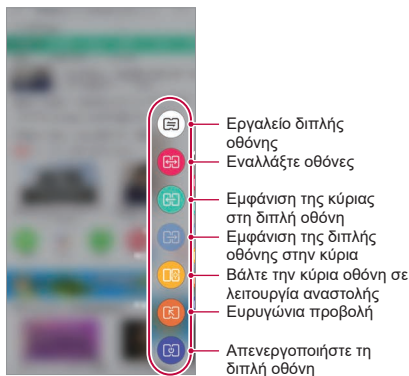 Εργαλείο διπλής
οθόνης
Εναλλάξτε οθόνες
Εμφάνιση της κύριας
στη διπλή οθόνη
Εμφάνιση της διπλής
οθόνης στην κύρια
Βάλτε την κύρια οθόνη σε
λειτουργία αναστολής
Ευρυγώνια προβολή
Απενεργοποιήστε τη
διπλή οθόνη